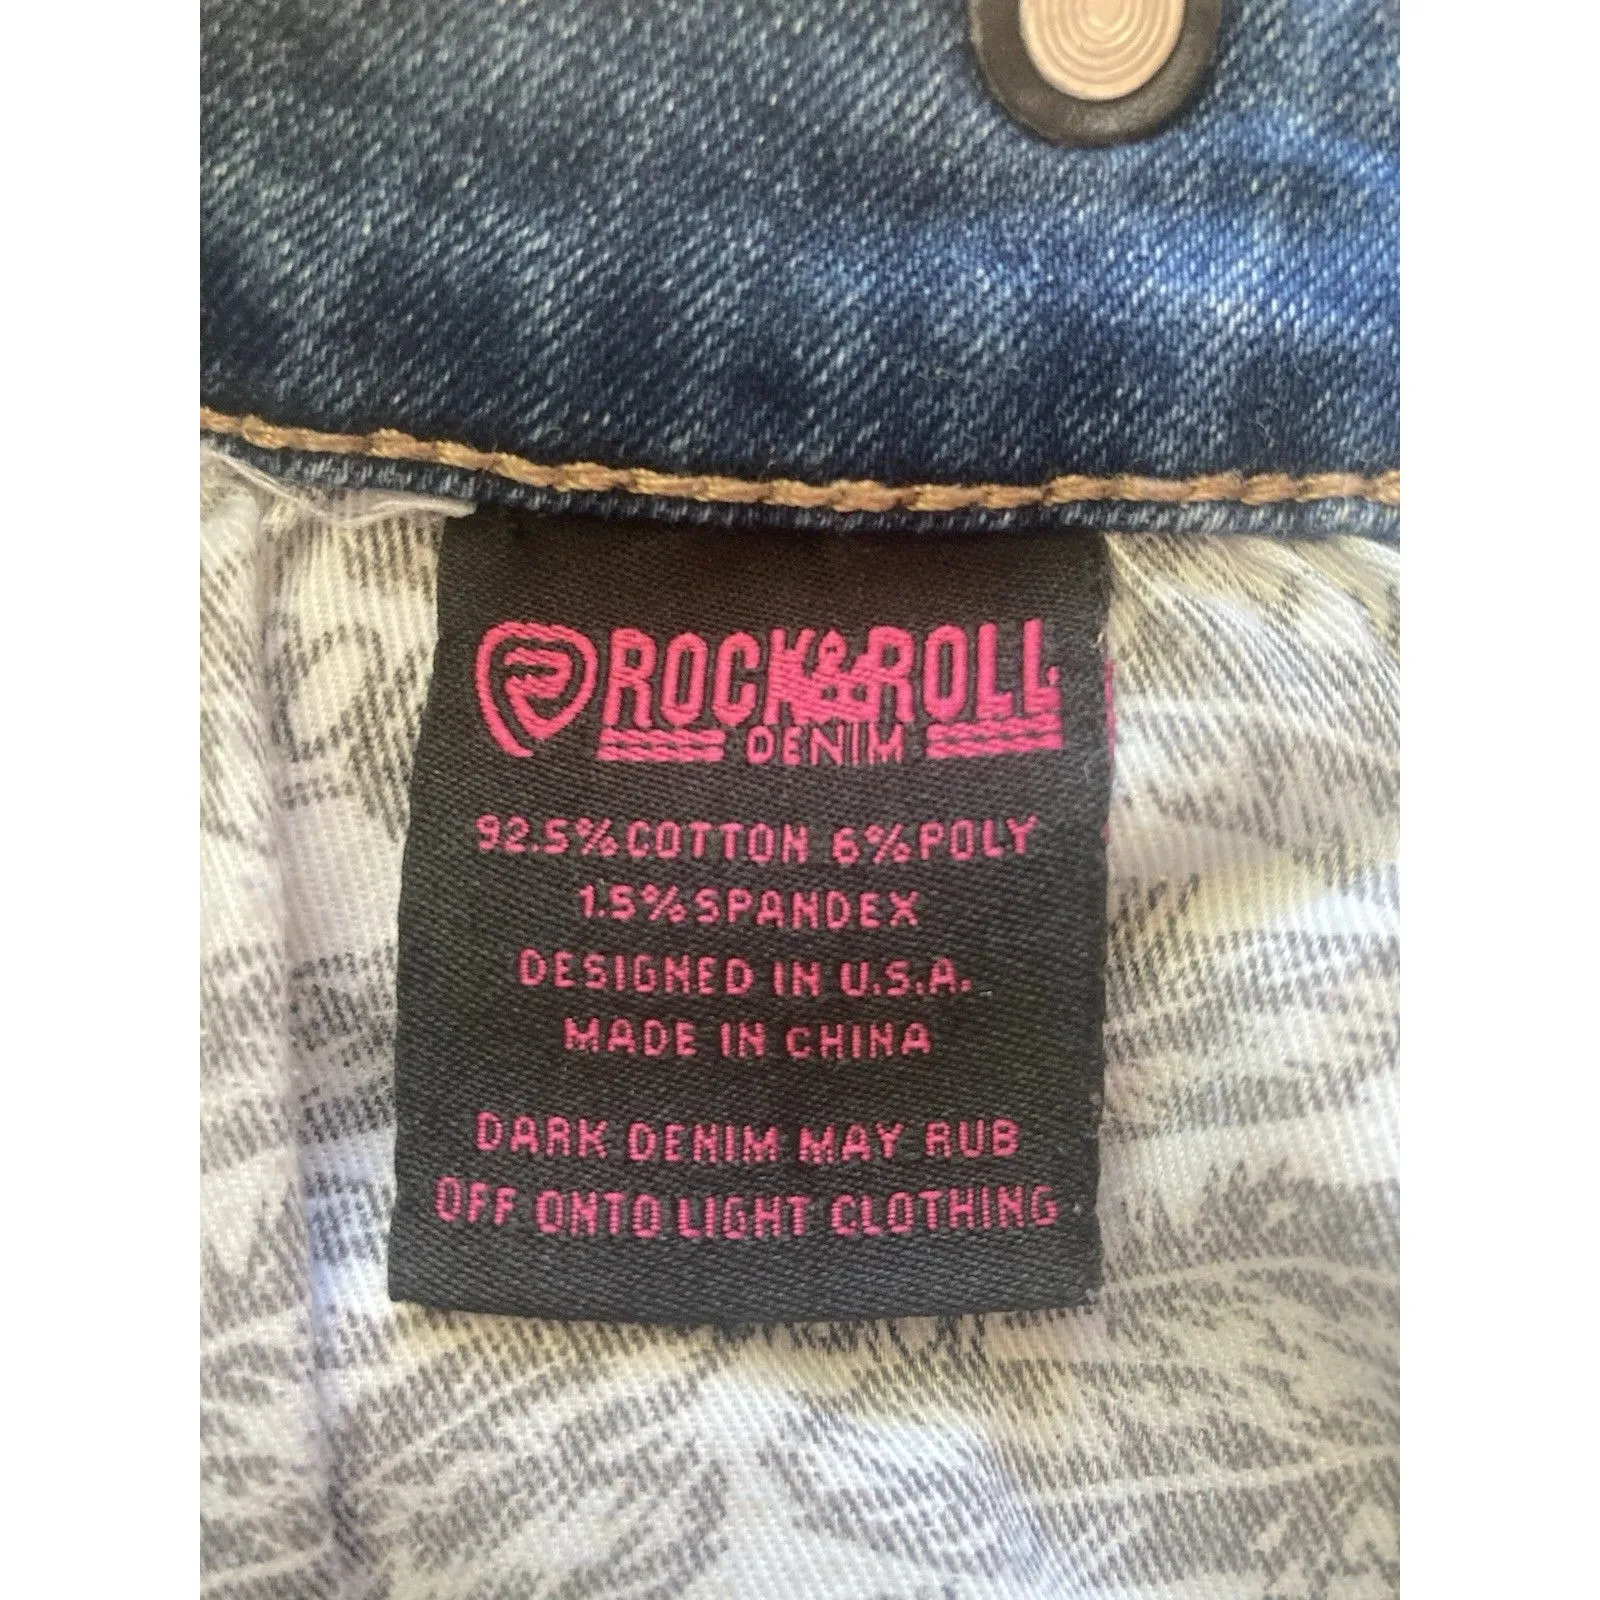 ROCK&ROLL
DENIM
92.5% COTTON 6% POLY
1.5% SPANDEX
DESIGNED IN U.S.A.
MADE IN CHINA
DARK DENIM MAY RUB
OFF ONTO LIGHT CLOTHING